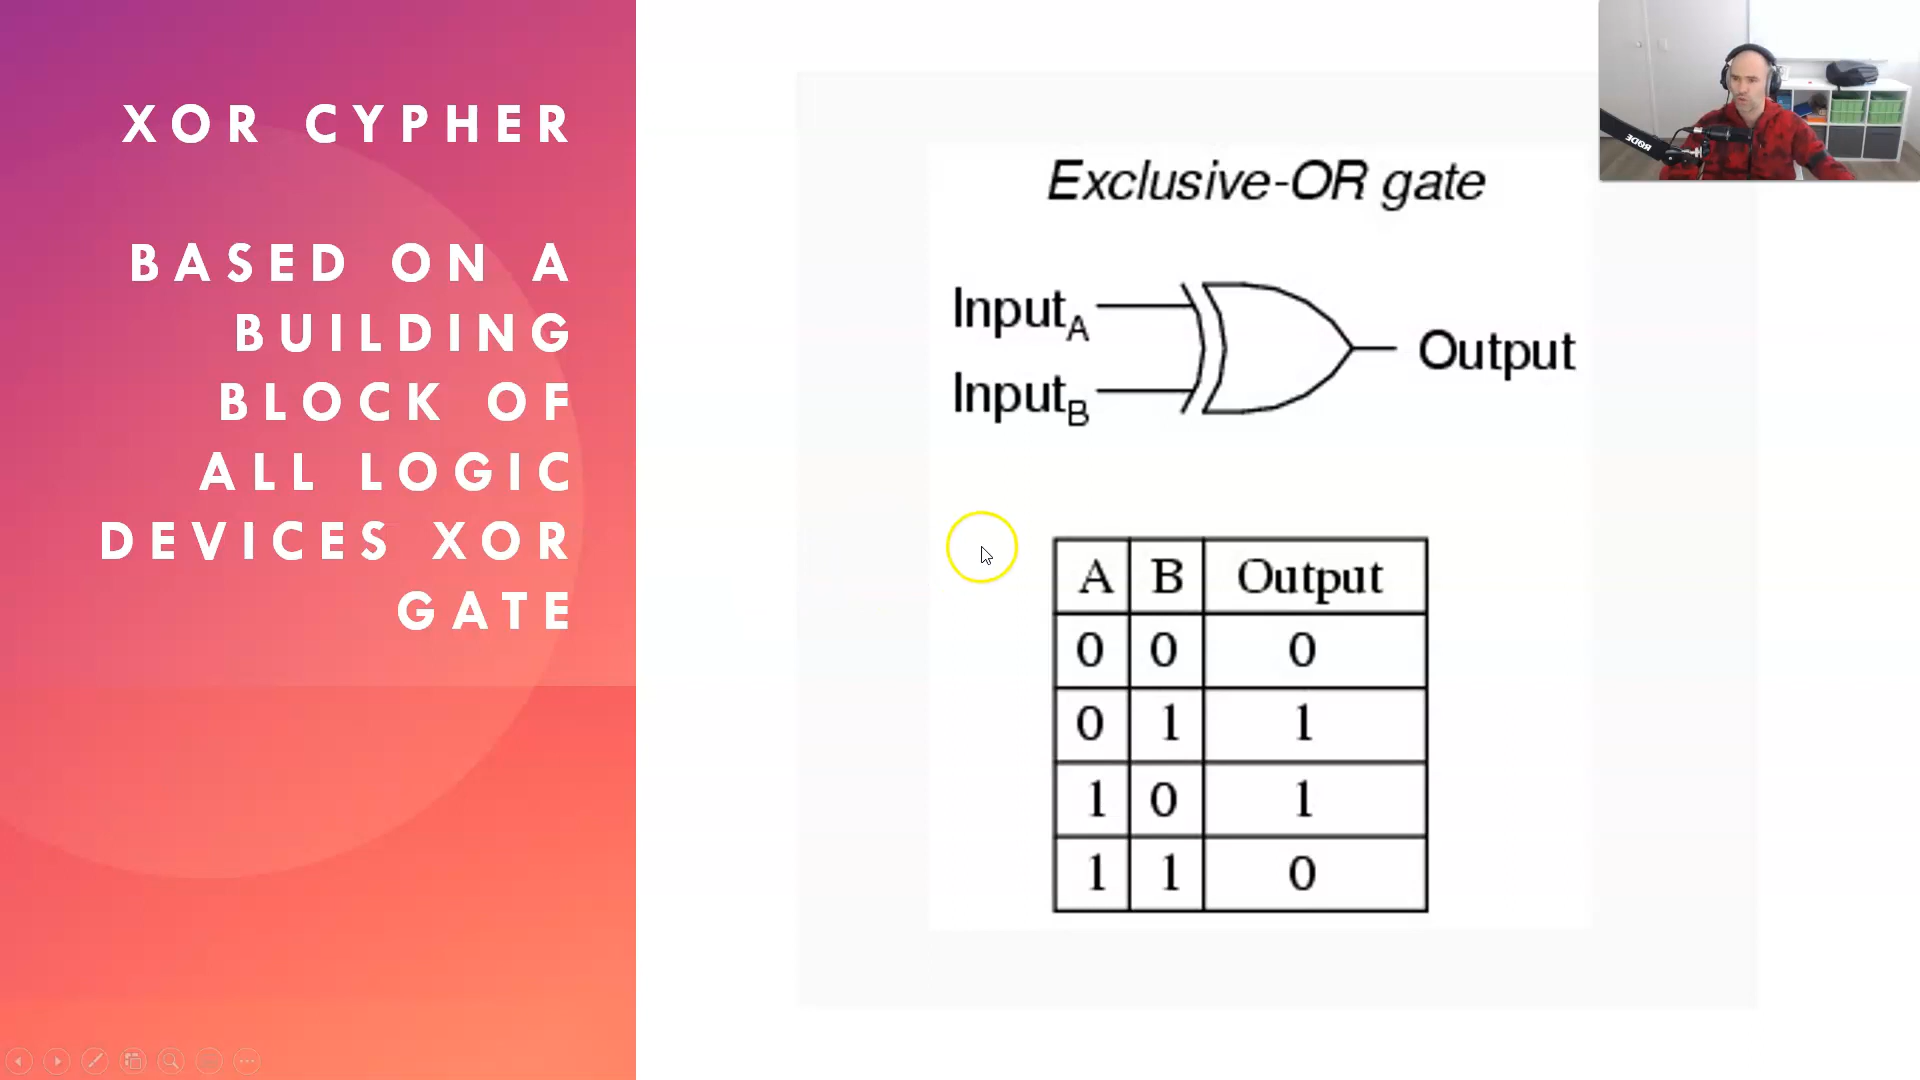 XOR CYPHER
BASED ON A
BUILDING
BLOCK OF
ALL LOGIC
DEVICES XOR
GATE
Exclusive-OR gate
InputA
InputB
Output
A B Output
0 0 0
0 1 1
1 0 1
1 1 0
RØDE